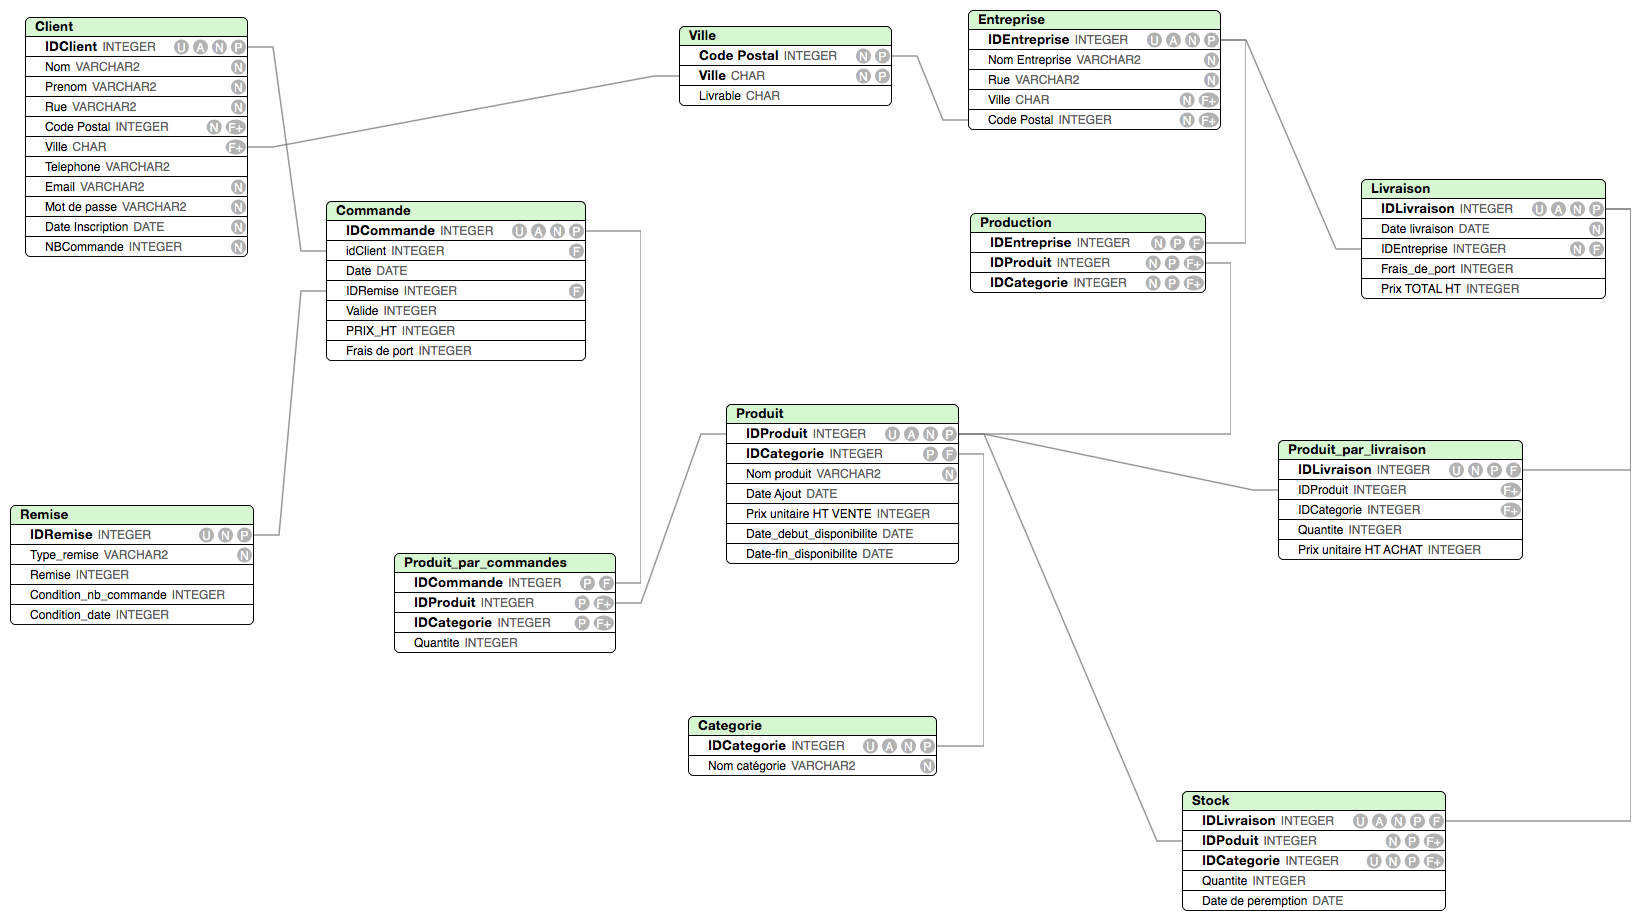 Client
IDClient INTEGER U A N P
Nom VARCHAR2 N
Prenom VARCHAR2 N
Rue VARCHAR2 N
Code Postal INTEGER N F+
Ville CHAR F+
Telephone VARCHAR2
Email VARCHAR2 N
Mot de passe VARCHAR2 N
Date Inscription DATE N
NBCommande INTEGER N
Ville
Code Postal INTEGER N P
Ville CHAR N P
Livrable CHAR
Entreprise
IDEntreprise INTEGER U A N P
Nom Entreprise VARCHAR2 N
Rue VARCHAR2 N
Ville CHAR N F+
Code Postal INTEGER N F+
Livraison
IDLivraison INTEGER U A N P
Date livraison DATE N
IDEntreprise INTEGER N F
Frais_de_port INTEGER
Prix TOTAL HT INTEGER
Commande
IDCommande INTEGER U A N P
idClient INTEGER F
Date DATE
IDRemise INTEGER F
Valide INTEGER
PRIX_HT INTEGER
Frais de port INTEGER
Production
IDEntreprise INTEGER N P F
IDProduit INTEGER N P F+
IDCategorie INTEGER N P F+
Produit
IDProduit INTEGER U A N P
IDCategorie INTEGER P F
Nom produit VARCHAR2 N
Date Ajout DATE
Prix unitaire HT VENTE INTEGER
Date_debut_disponibilite DATE
Date-fin_disponibilite DATE
Produit_par_livraison
IDLivraison INTEGER U N P F
IDProduit INTEGER F+
IDCategorie INTEGER F+
Quantite INTEGER
Prix unitaire HT ACHAT INTEGER
Remise
IDRemise INTEGER U N P
Type_remise VARCHAR2 N
Remise INTEGER
Condition_nb_commande INTEGER
Condition_date INTEGER
Produit_par_commandes
IDCommande INTEGER P F
IDProduit INTEGER P F+
IDCategorie INTEGER P F+
Quantite INTEGER
Categorie
IDCategorie INTEGER U A N P
Nom catégorie VARCHAR2 N
Stock
IDLivraison INTEGER U A N P F
IDPoduit INTEGER N P F+
IDCategorie INTEGER U N P F+
Quantite INTEGER
Date de peremption DATE